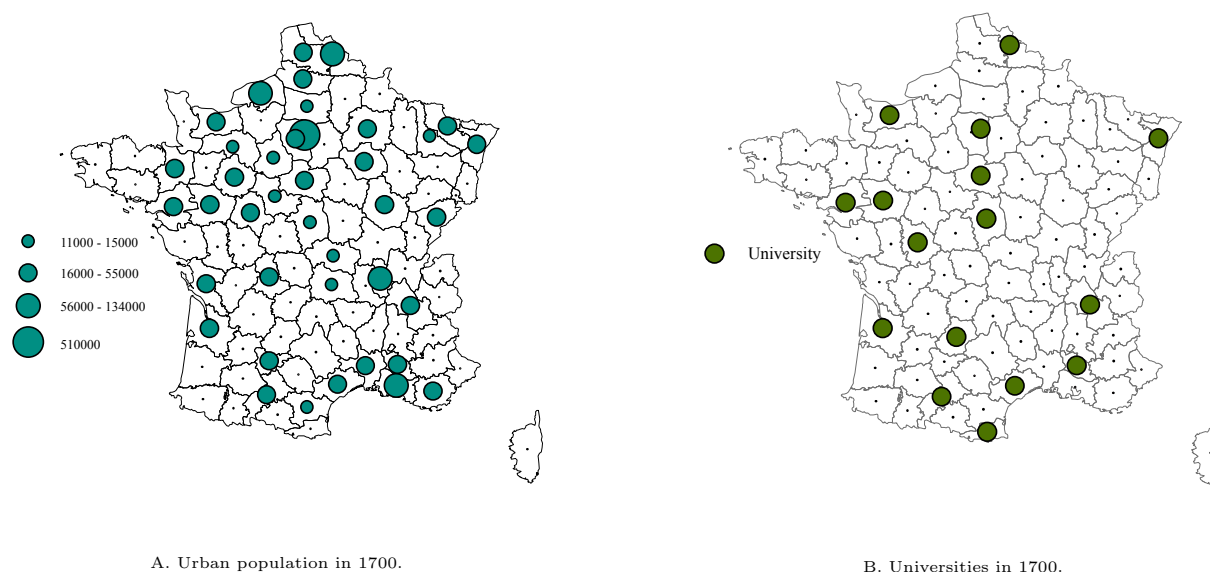 11000 - 15000
16000 - 55000
56000 - 134000
510000
University
A. Urban population in 1700.
B. Universities in 1700.